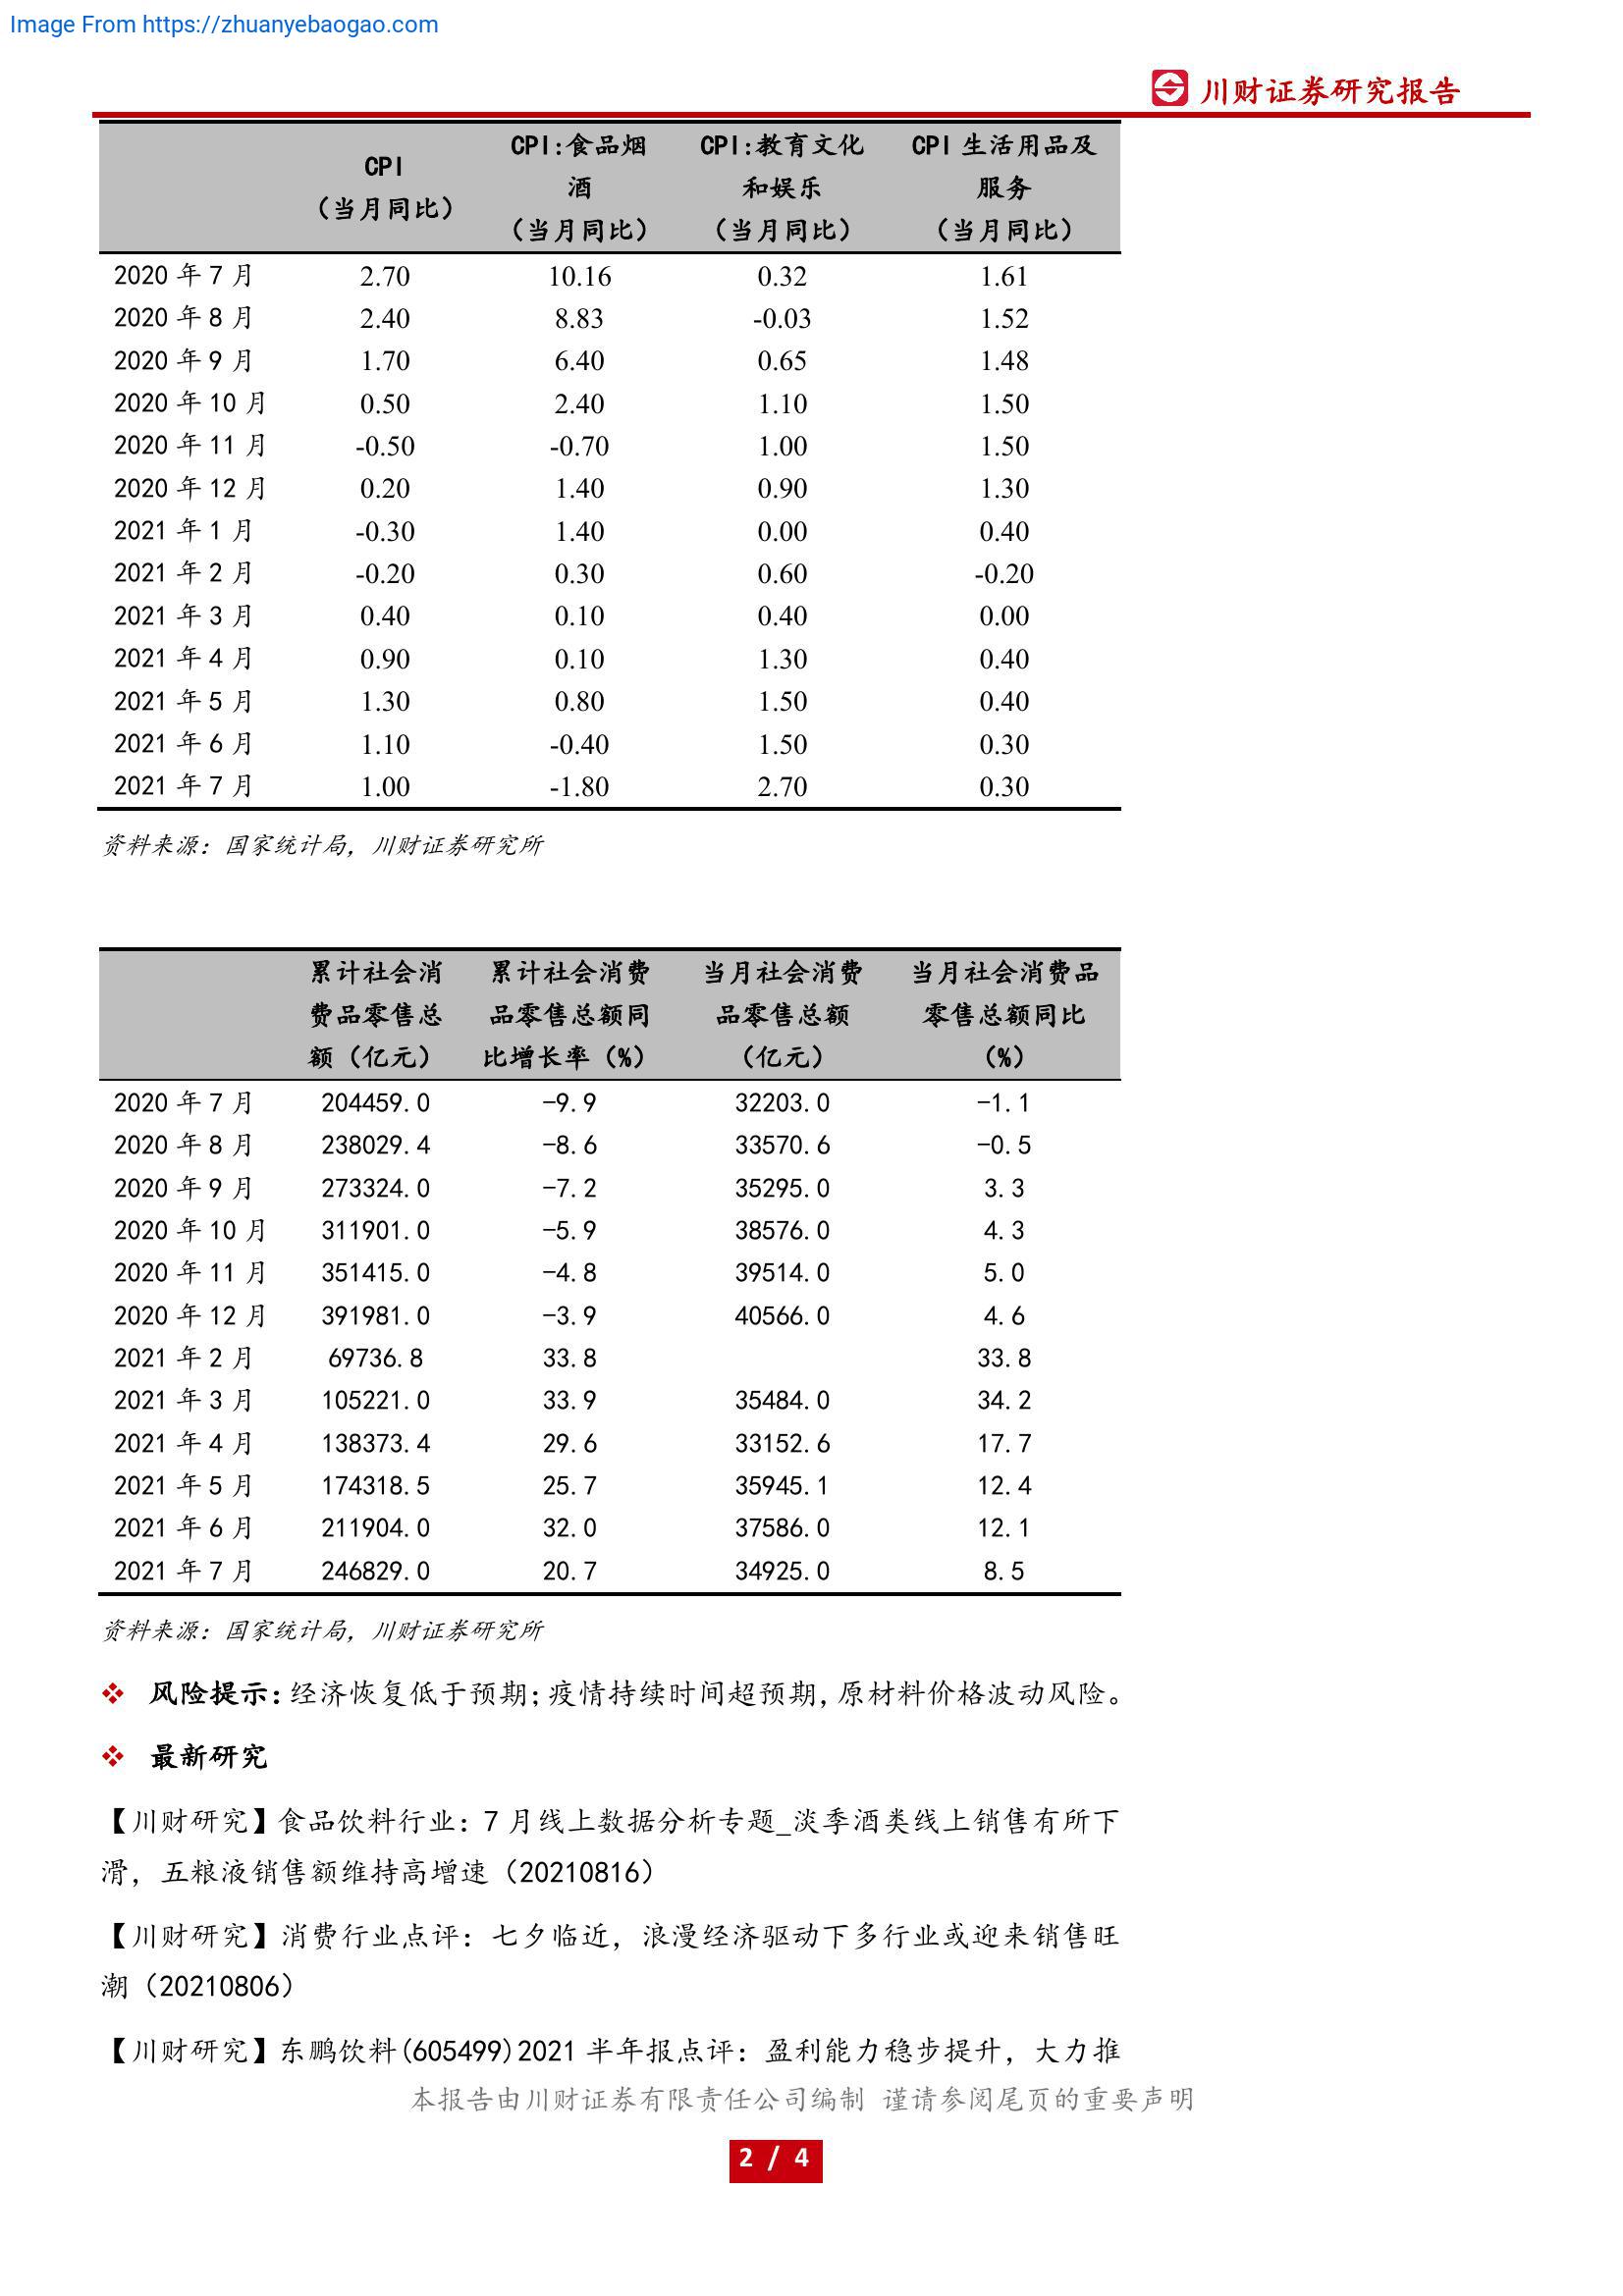 Image From https://zhuanyebaogao.com
川财证券研究报告
CPI
（当月同比） CPI:食品烟
酒
（当月同比） CPI:教育文化
和娱乐
（当月同比） CPI 生活用品及
服务
（当月同比）
2020 年 7 月 2.70 10.16 0.32 1.61
2020 年 8 月 2.40 8.83 -0.03 1.52
2020 年 9 月 1.70 6.40 0.65 1.48
2020 年 10 月 0.50 2.40 1.10 1.50
2020 年 11 月 -0.50 -0.70 1.00 1.50
2020 年 12 月 0.20 1.40 0.90 1.30
2021 年 1 月 -0.30 1.40 0.00 0.40
2021 年 2 月 -0.20 0.30 0.60 -0.20
2021 年 3 月 0.40 0.10 0.40 0.00
2021 年 4 月 0.90 0.10 1.30 0.40
2021 年 5 月 1.30 0.80 1.50 0.40
2021 年 6 月 1.10 -0.40 1.50 0.30
2021 年 7 月 1.00 -1.80 2.70 0.30
资料来源：国家统计局，川财证券研究所
累计社会消
费品零售总
额（亿元） 累计社会消费
品零售总额同
比增长率（%） 当月社会消费
品零售总额
（亿元） 当月社会消费品
零售总额同比
（%）
2020 年 7 月 204459.0 -9.9 32203.0 -1.1
2020 年 8 月 238029.4 -8.6 33570.6 -0.5
2020 年 9 月 273324.0 -7.2 35295.0 3.3
2020 年 10 月 311901.0 -5.9 38576.0 4.3
2020 年 11 月 351415.0 -4.8 39514.0 5.0
2020 年 12 月 391981.0 -3.9 40566.0 4.6
2021 年 2 月 69736.8 33.8 33.8
2021 年 3 月 105221.0 33.9 35484.0 34.2
2021 年 4 月 138373.4 29.6 33152.6 17.7
2021 年 5 月 174318.5 25.7 35945.1 12.4
2021 年 6 月 211904.0 32.0 37586.0 12.1
2021 年 7 月 246829.0 20.7 34925.0 8.5
资料来源：国家统计局，川财证券研究所
❖ 风险提示：经济恢复低于预期；疫情持续时间超预期，原材料价格波动风险。
❖ 最新研究
【川财研究】食品饮料行业：7 月线上数据分析专题_淡季酒类线上销售有所下
滑，五粮液销售额维持高增速（20210816）
【川财研究】消费行业点评：七夕临近，浪漫经济驱动下多行业或迎来销售旺
潮（20210806）
【川财研究】东鹏饮料(605499)2021 半年报点评：盈利能力稳步提升，大力推
本报告由川财证券有限责任公司编制 谨请参阅尾页的重要声明
2 / 4